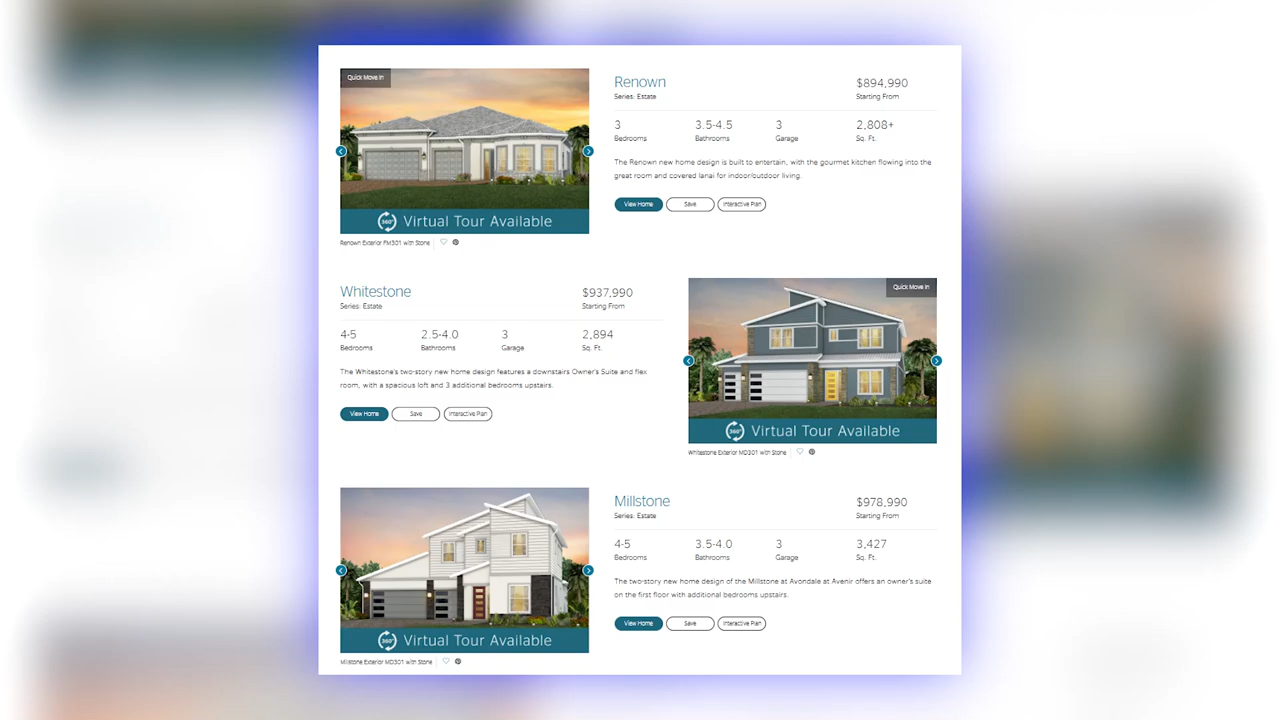 Quick Move In
360° Virtual Tour Available
Renown Exterior FM301 with Stone
Renown
Series: Estate
$894,990
Starting From
3
Bedrooms
3.5-4.5
Bathrooms
3
Garage
2,808+
Sq. Ft.
The Renown new home design is built to entertain, with the gourmet kitchen flowing into the
great room and covered lanai for indoor/outdoor living.
View Home
Save
Interactive Plan
Whitestone
Series: Estate
$937,990
Starting From
4-5
Bedrooms
2.5-4.0
Bathrooms
3
Garage
2,894
Sq. Ft.
The Whitestone's two-story new home design features a downstairs Owner's Suite and flex
room, with a spacious loft and 3 additional bedrooms upstairs.
View Home
Save
Interactive Plan
Quick Move In
360° Virtual Tour Available
Whitestone Exterior MD301 with Stone
360° Virtual Tour Available
Millstone Exterior MD301 with Stone
Millstone
Series: Estate
$978,990
Starting From
4-5
Bedrooms
3.5-4.0
Bathrooms
3
Garage
3,427
Sq. Ft.
The two-story new home design of the Millstone at Avondale at Avenir offers an owner's suite
on the first floor with additional bedrooms upstairs.
View Home
Save
Interactive Plan